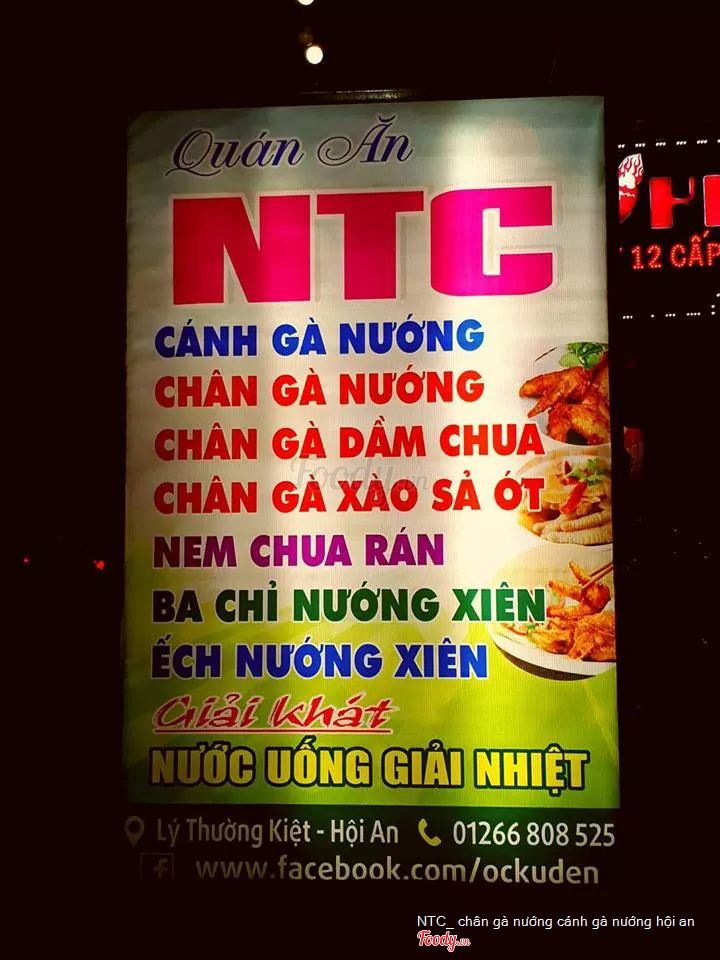 Quán Ăn
NTC
CÁNH GÀ NƯỚNG
CHÂN GÀ NƯỚNG
CHÂN GÀ DẦM CHUA
CHÂN GÀ XÀO SẢ ỚT
NEM CHUA RÁN
BA CHỈ NƯỚNG XIÊN
ẾCH NƯỚNG XIÊN
Giải khát
NƯỚC UỐNG GIẢI NHIỆT
Lý Thường Kiệt - Hội An 01266 808 525
www.facebook.com/ockuden
12 CẤP
Foody.vn
NTC_ chân gà nướng cánh gà nướng hội an
Foody.vn